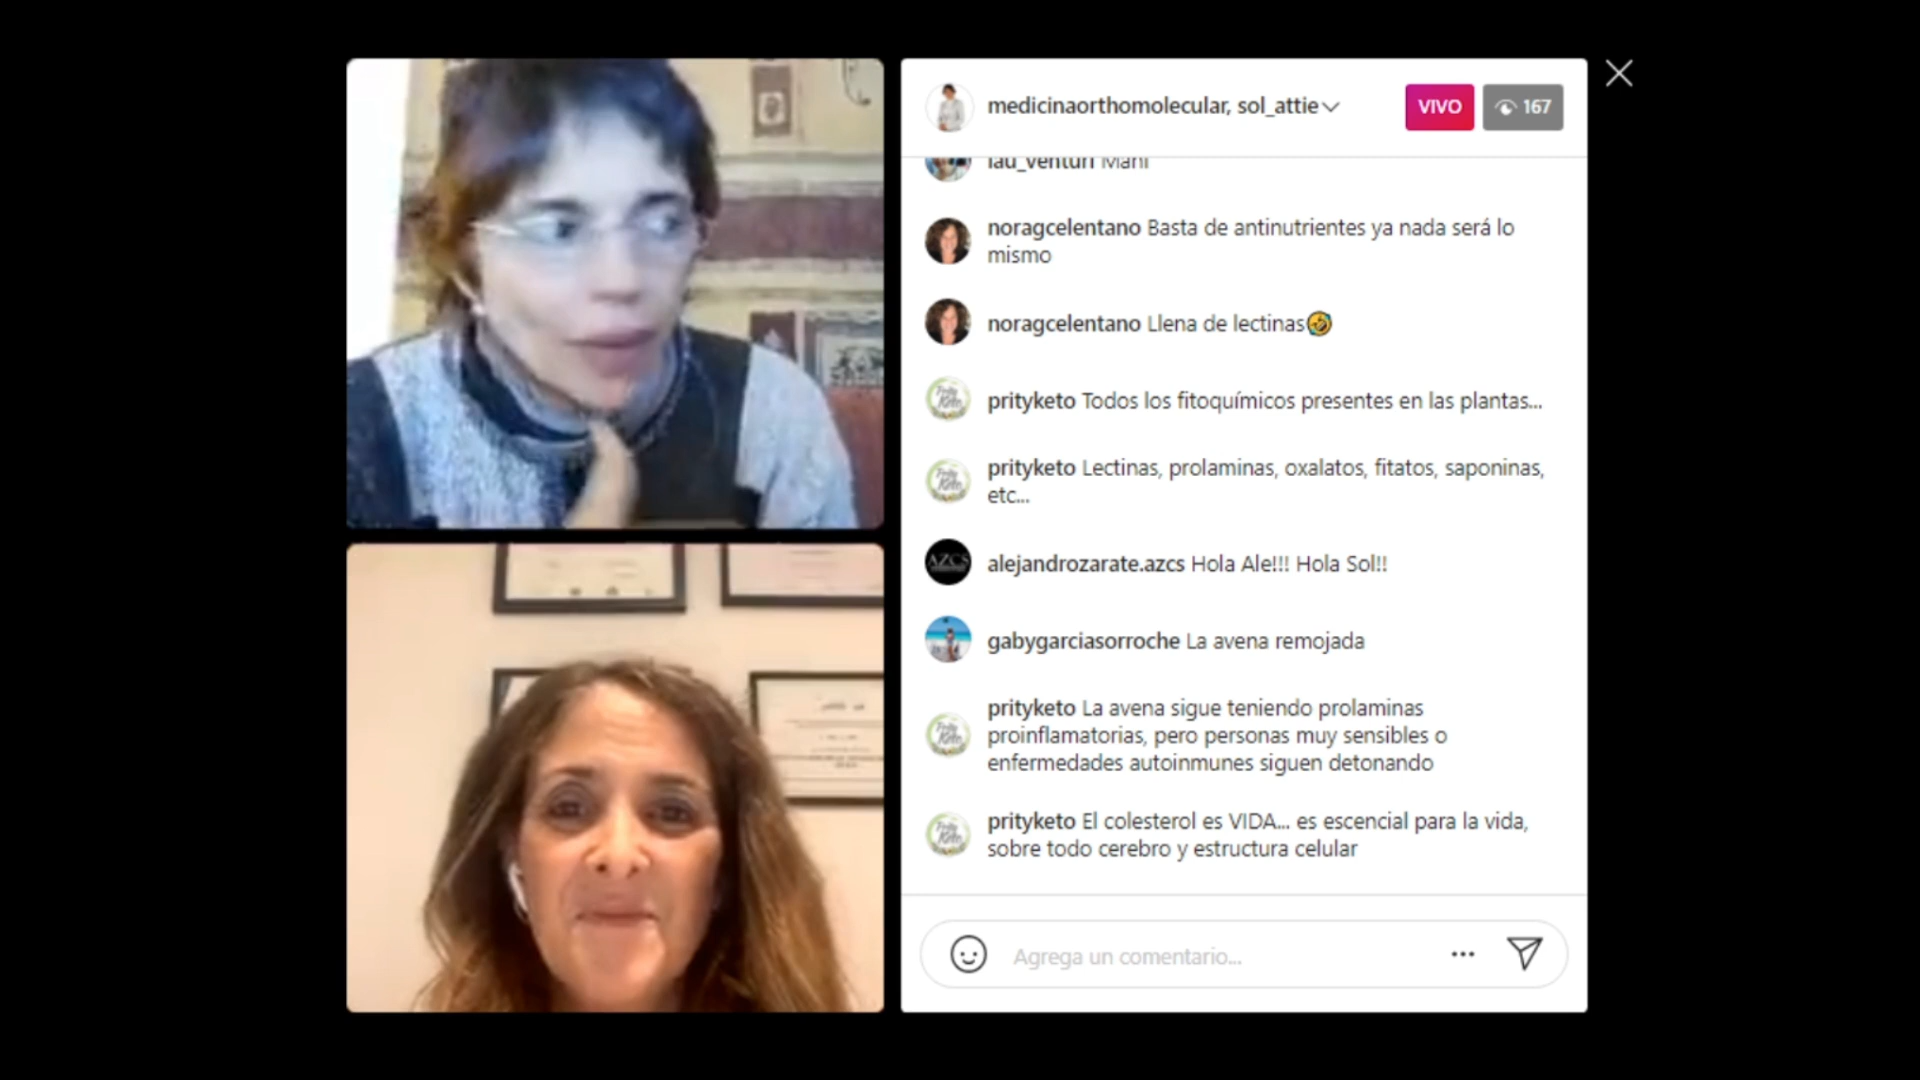 medicinaorthomolecular, sol_attie
VIVO
167
lau_venturi Maní
noragcelentano Basta de antinutrientes ya nada será lo
mismo
noragcelentano Llena de lectinas🤣
prityketo Todos los fitoquímicos presentes en las plantas...
prityketo Lectinas, prolaminas, oxalatos, fitatos, saponinas,
etc...
AZCS
alejandrozarate.azcs Hola Ale!!! Hola Sol!!
gabygarciasorroche La avena remojada
prityketo La avena sigue teniendo prolaminas
proinflamatorias, pero personas muy sensibles o
enfermedades autoinmunes siguen detonando
prityketo El colesterol es VIDA... es escencial para la vida,
sobre todo cerebro y estructura celular
Agrega un comentario...